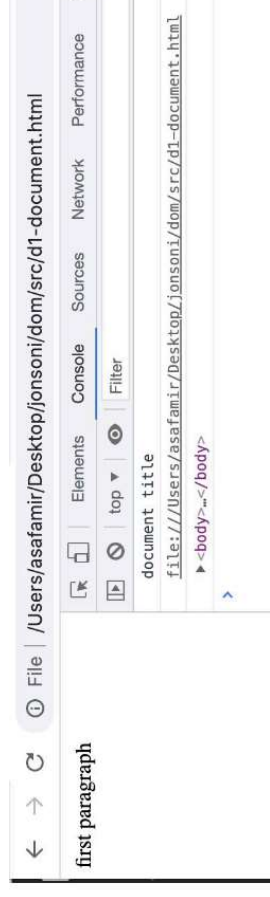 File | /Users/asafamir/Desktop/jonsoni/dom/src/d1-document.html
first paragraph
Elements Console Sources Network Performance
top Filter
document title
file:///Users/asafamir/Desktop/jonsoni/dom/src/d1-document.html
<body>…</body>